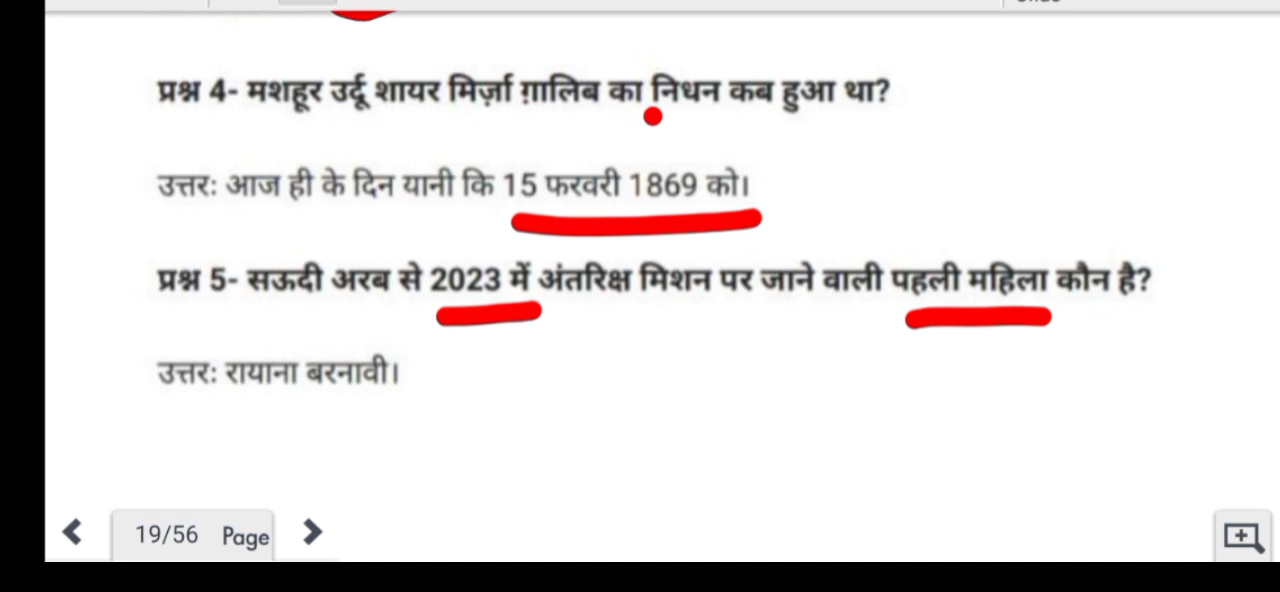 प्रश्न 4- मशहूर उर्दू शायर मिर्ज़ा ग़ालिब का निधन कब हुआ था?
उत्तर: आज ही के दिन यानी कि 15 फरवरी 1869 को।
प्रश्न 5- सऊदी अरब से 2023 में अंतरिक्ष मिशन पर जाने वाली पहली महिला कौन है?
उत्तर: रायाना बरनावी।
19/56 Page